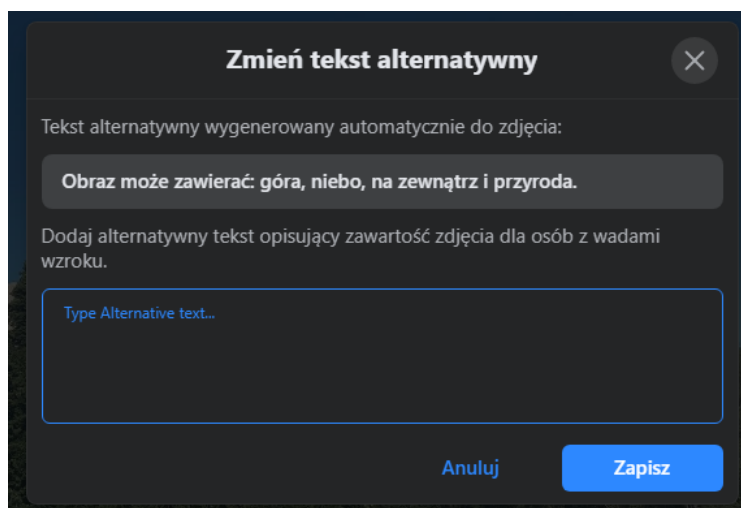 Zmień tekst alternatywny
Tekst alternatywny wygenerowany automatycznie do zdjęcia:
Obraz może zawierać: góra, niebo, na zewnątrz i przyroda.
Dodaj alternatywny tekst opisujący zawartość zdjęcia dla osób z wadami
wzroku.
Type Alternative text...
Anuluj
Zapisz